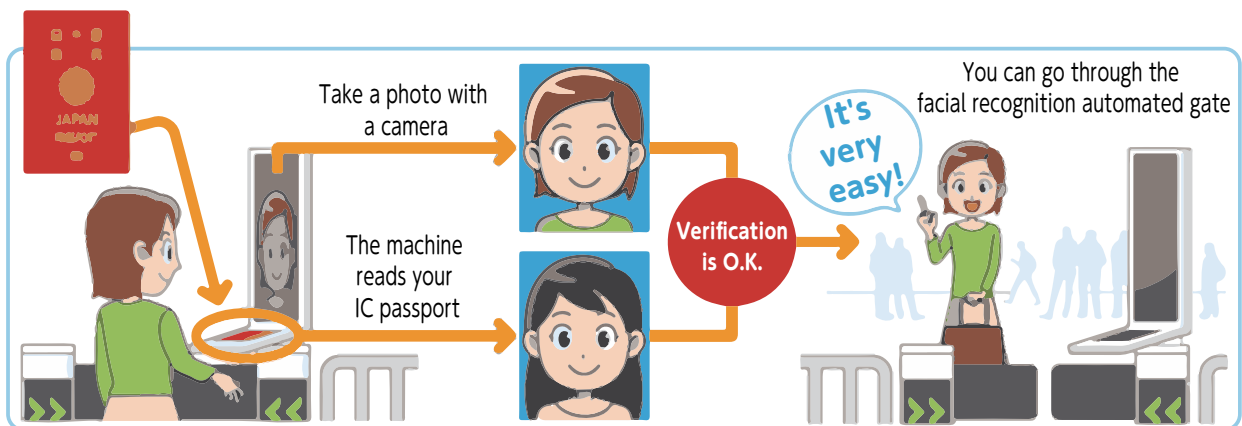 JAPAN
Take a photo with
a camera
The machine
reads your
IC passport
Verification
is O.K.
It's
very
easy!
You can go through the
facial recognition automated gate